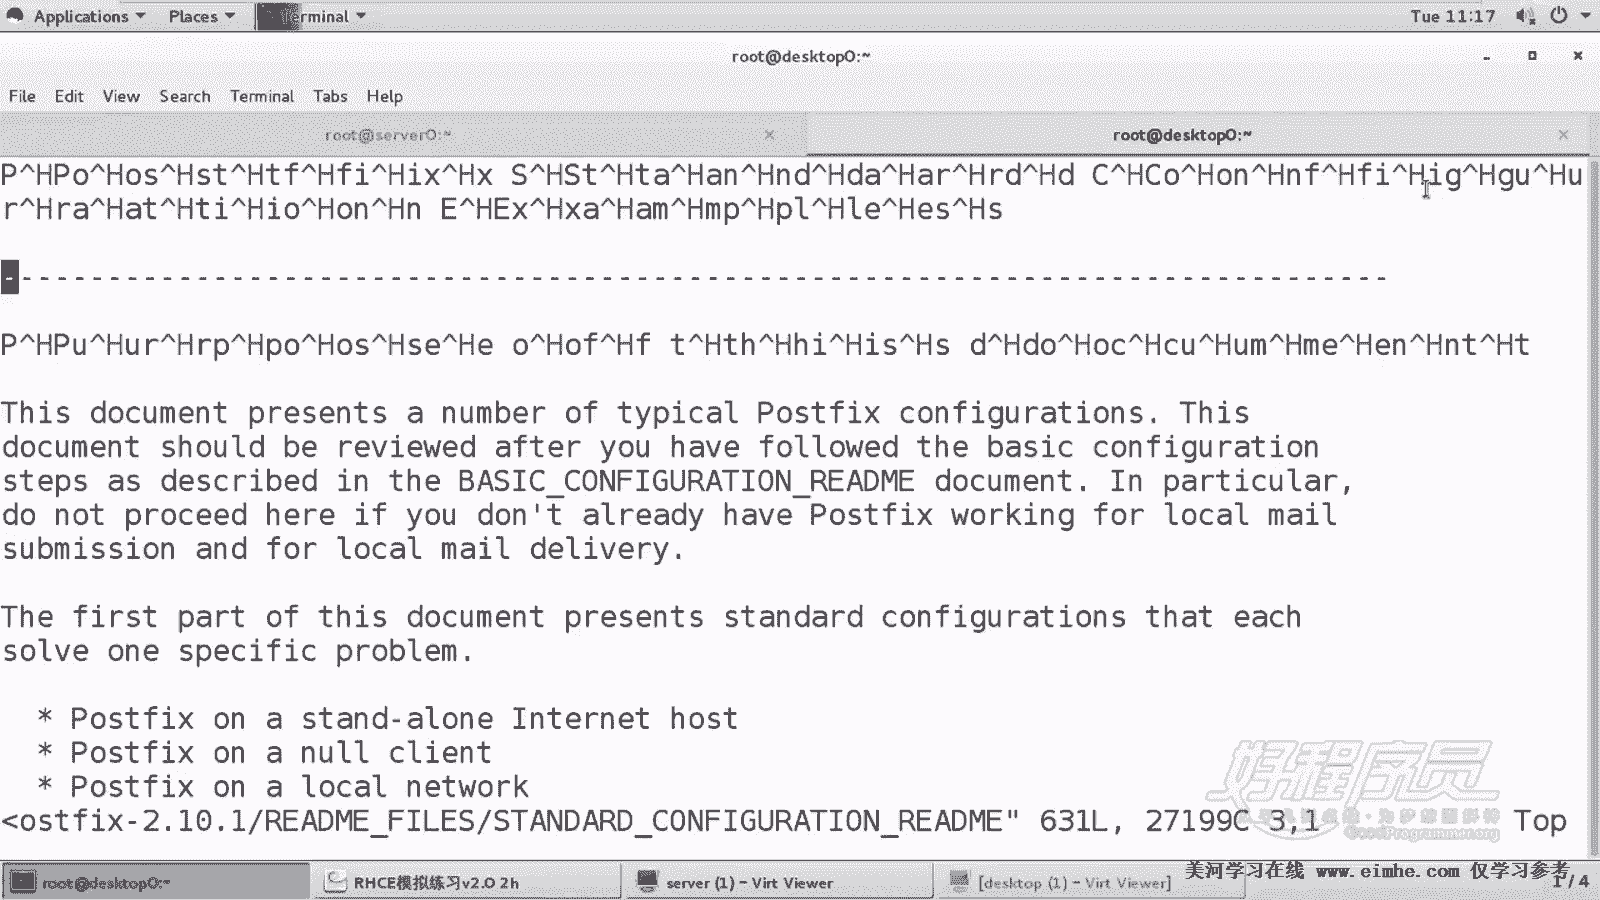 Applications Places Terminal Tue 11:17
root@desktop0:~
File Edit View Search Terminal Tabs Help
root@server0:~ × root@desktop0:~ ×
P^HPo^Hos^Hst^Htf^Hfi^Hix^Hx S^HSt^Hta^Han^Hnd^Hda^Har^Hrd^Hd C^HCo^Hon^Hnf^Hfi^Hig^Hgu^Hu
r^Hra^Hat^Hti^Hio^Hon^Hn E^HEx^Hxa^Ham^Hmp^Hpl^Hle^Hes^Hs
-------------------------------------------------------------------------------
P^HPu^Hur^Hrp^Hpo^Hos^Hse^He o^Hof^Hf t^Hth^Hhi^His^Hs d^Hdo^Hoc^Hcu^Hum^Hme^Hen^Hnt^Ht
This document presents a number of typical Postfix configurations. This
document should be reviewed after you have followed the basic configuration
steps as described in the BASIC_CONFIGURATION_README document. In particular,
do not proceed here if you don't already have Postfix working for local mail
submission and for local mail delivery.
The first part of this document presents standard configurations that each
solve one specific problem.
* Postfix on a stand-alone Internet host
* Postfix on a null client
* Postfix on a local network
<ostfix-2.10.1/README_FILES/STANDARD_CONFIGURATION_README" 631L, 27199C 3,1 Top
好程序员
root@desktop0:~ RHCE模拟练习v2.0 2h server (1) - Virt Viewer [desktop (1) - Virt Viewer] 1 / 4
美河学习在线 www.eimhe.com 仅学习参考